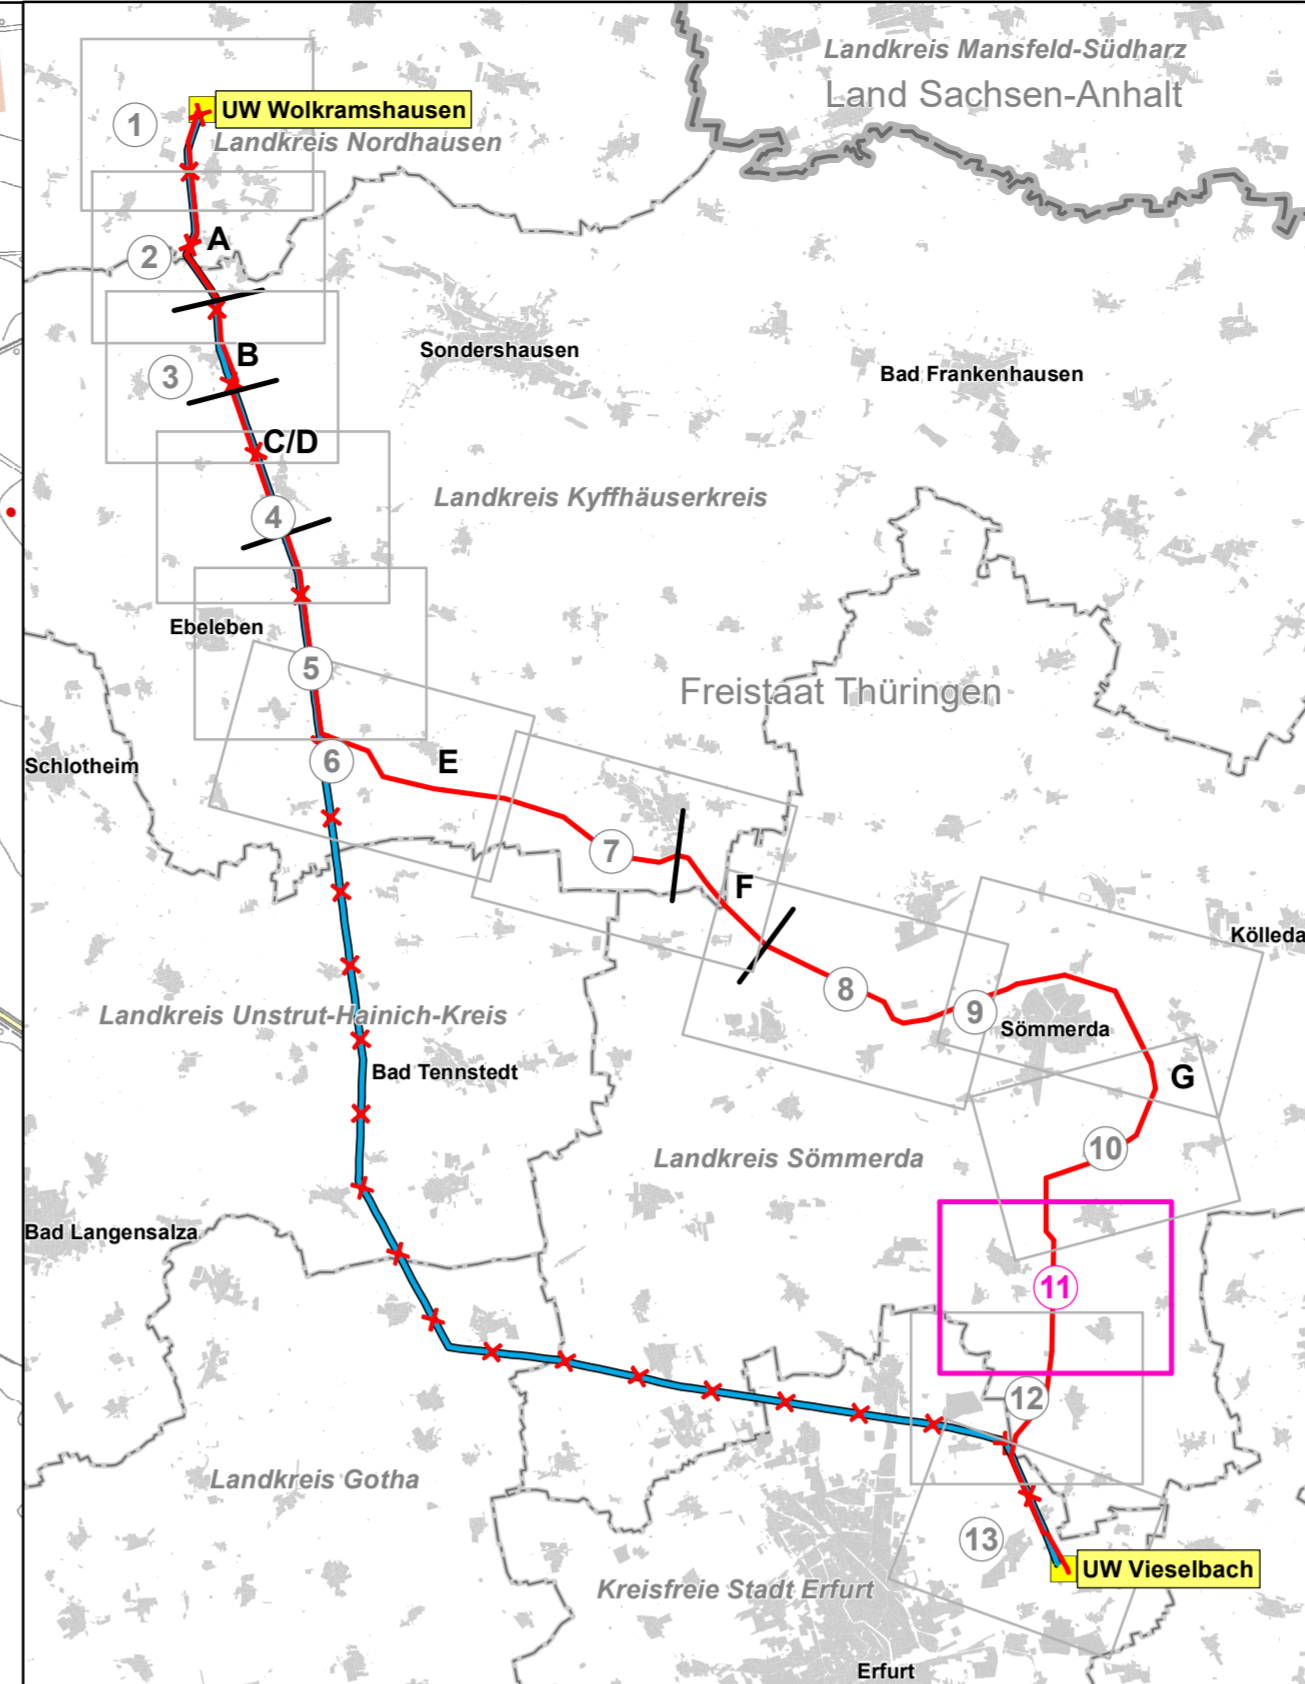 Landkreis Mansfeld-Südharz
Land Sachsen-Anhalt
UW Wolkramshausen
1
Landkreis Nordhausen
A
2
B
Sondershausen
3
Bad Frankenhausen
C/D
Landkreis Kyffhäuserkreis
4
Ebeleben
5
Freistaat Thüringen
E
6
Schlotheim
7
F
Kölleda
8
9
Landkreis Unstrut-Hainich-Kreis
Sömmerda
Bad Tennstedt
G
10
Landkreis Sömmerda
Bad Langensalza
11
12
Landkreis Gotha
13
UW Vieselbach
Kreisfreie Stadt Erfurt
Erfurt